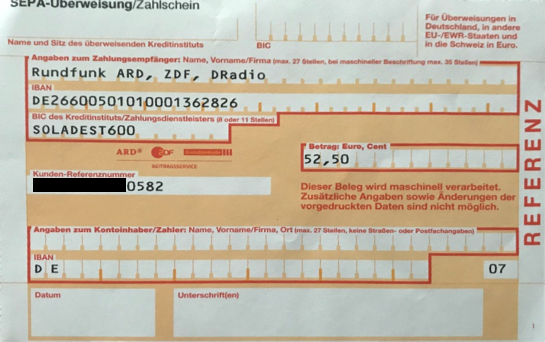 SEPA-Überweisung/Zahlschein
Für Überweisungen in
Deutschland, in andere
EU-/EWR-Staaten und
in die Schweiz in Euro.
Name und Sitz des überweisenden Kreditinstituts
BIC
Angaben zum Zahlungsempfänger: Name, Vorname/Firma (max. 27 Stellen, bei maschineller Beschriftung max. 35 Stellen)
Rundfunk ARD, ZDF, DRadio
IBAN
DE26600501010001362826
BIC des Kreditinstituts/Zahlungsdienstleisters (8 oder 11 Stellen)
SOLADEST600
ARD ZDF
BEITRAGSSERVICE
Betrag: Euro, Cent
52,50
Kunden-Referenznummer
0582
Dieser Beleg wird maschinell verarbeitet.
Zusätzliche Angaben sowie Änderungen der
vorgedruckten Daten sind nicht möglich.
Angaben zum Kontoinhaber/Zahler: Name, Vorname/Firma, Ort (max. 27 Stellen, keine Straßen- oder Postfachangaben)
IBAN
D E
07
Datum
Unterschrift(en)
REFERENZ